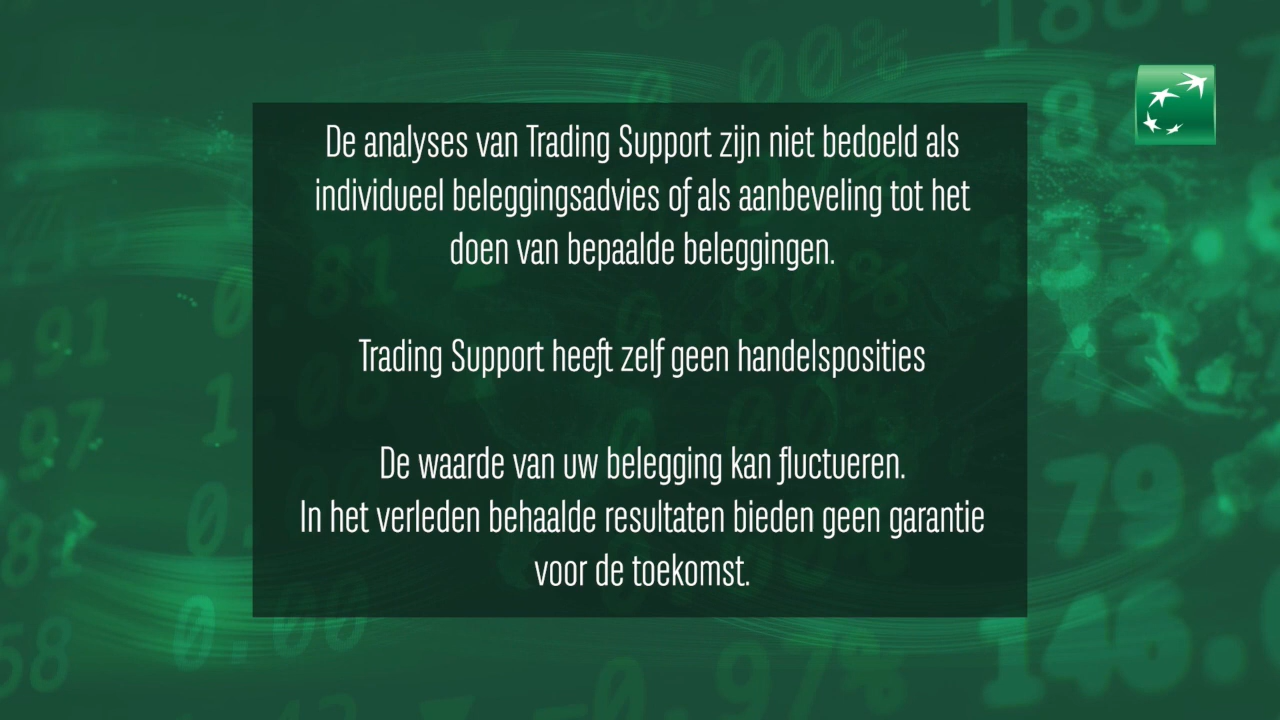 De analyses van Trading Support zijn niet bedoeld als
individueel beleggingsadvies of als aanbeveling tot het
doen van bepaalde beleggingen.
Trading Support heeft zelf geen handelsposities
De waarde van uw belegging kan fluctueren.
In het verleden behaalde resultaten bieden geen garantie
voor de toekomst.